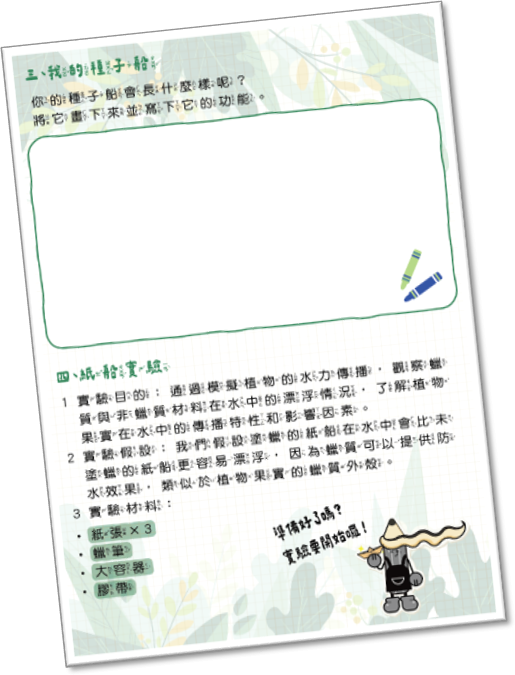 三、我的種子船
你的種子船會長什麼樣呢？
將它畫下來並寫下它的功能。
四、紙船實驗
1 實驗目的：通過模擬植物的水力傳播，觀察蠟
質與非蠟質材料在水中的漂浮情況，了解植物
果實在水中的傳播特性和影響因素。
2 實驗假設：我們假設塗蠟的紙船在水中會比未
塗蠟的紙船更容易漂浮，因為蠟質可以提供防
水效果，類似於植物果實的蠟質外殼。
3 實驗材料：
• 紙張×3
• 蠟筆
• 大容器
• 膠帶
準備好了嗎？
實驗要開始囉！